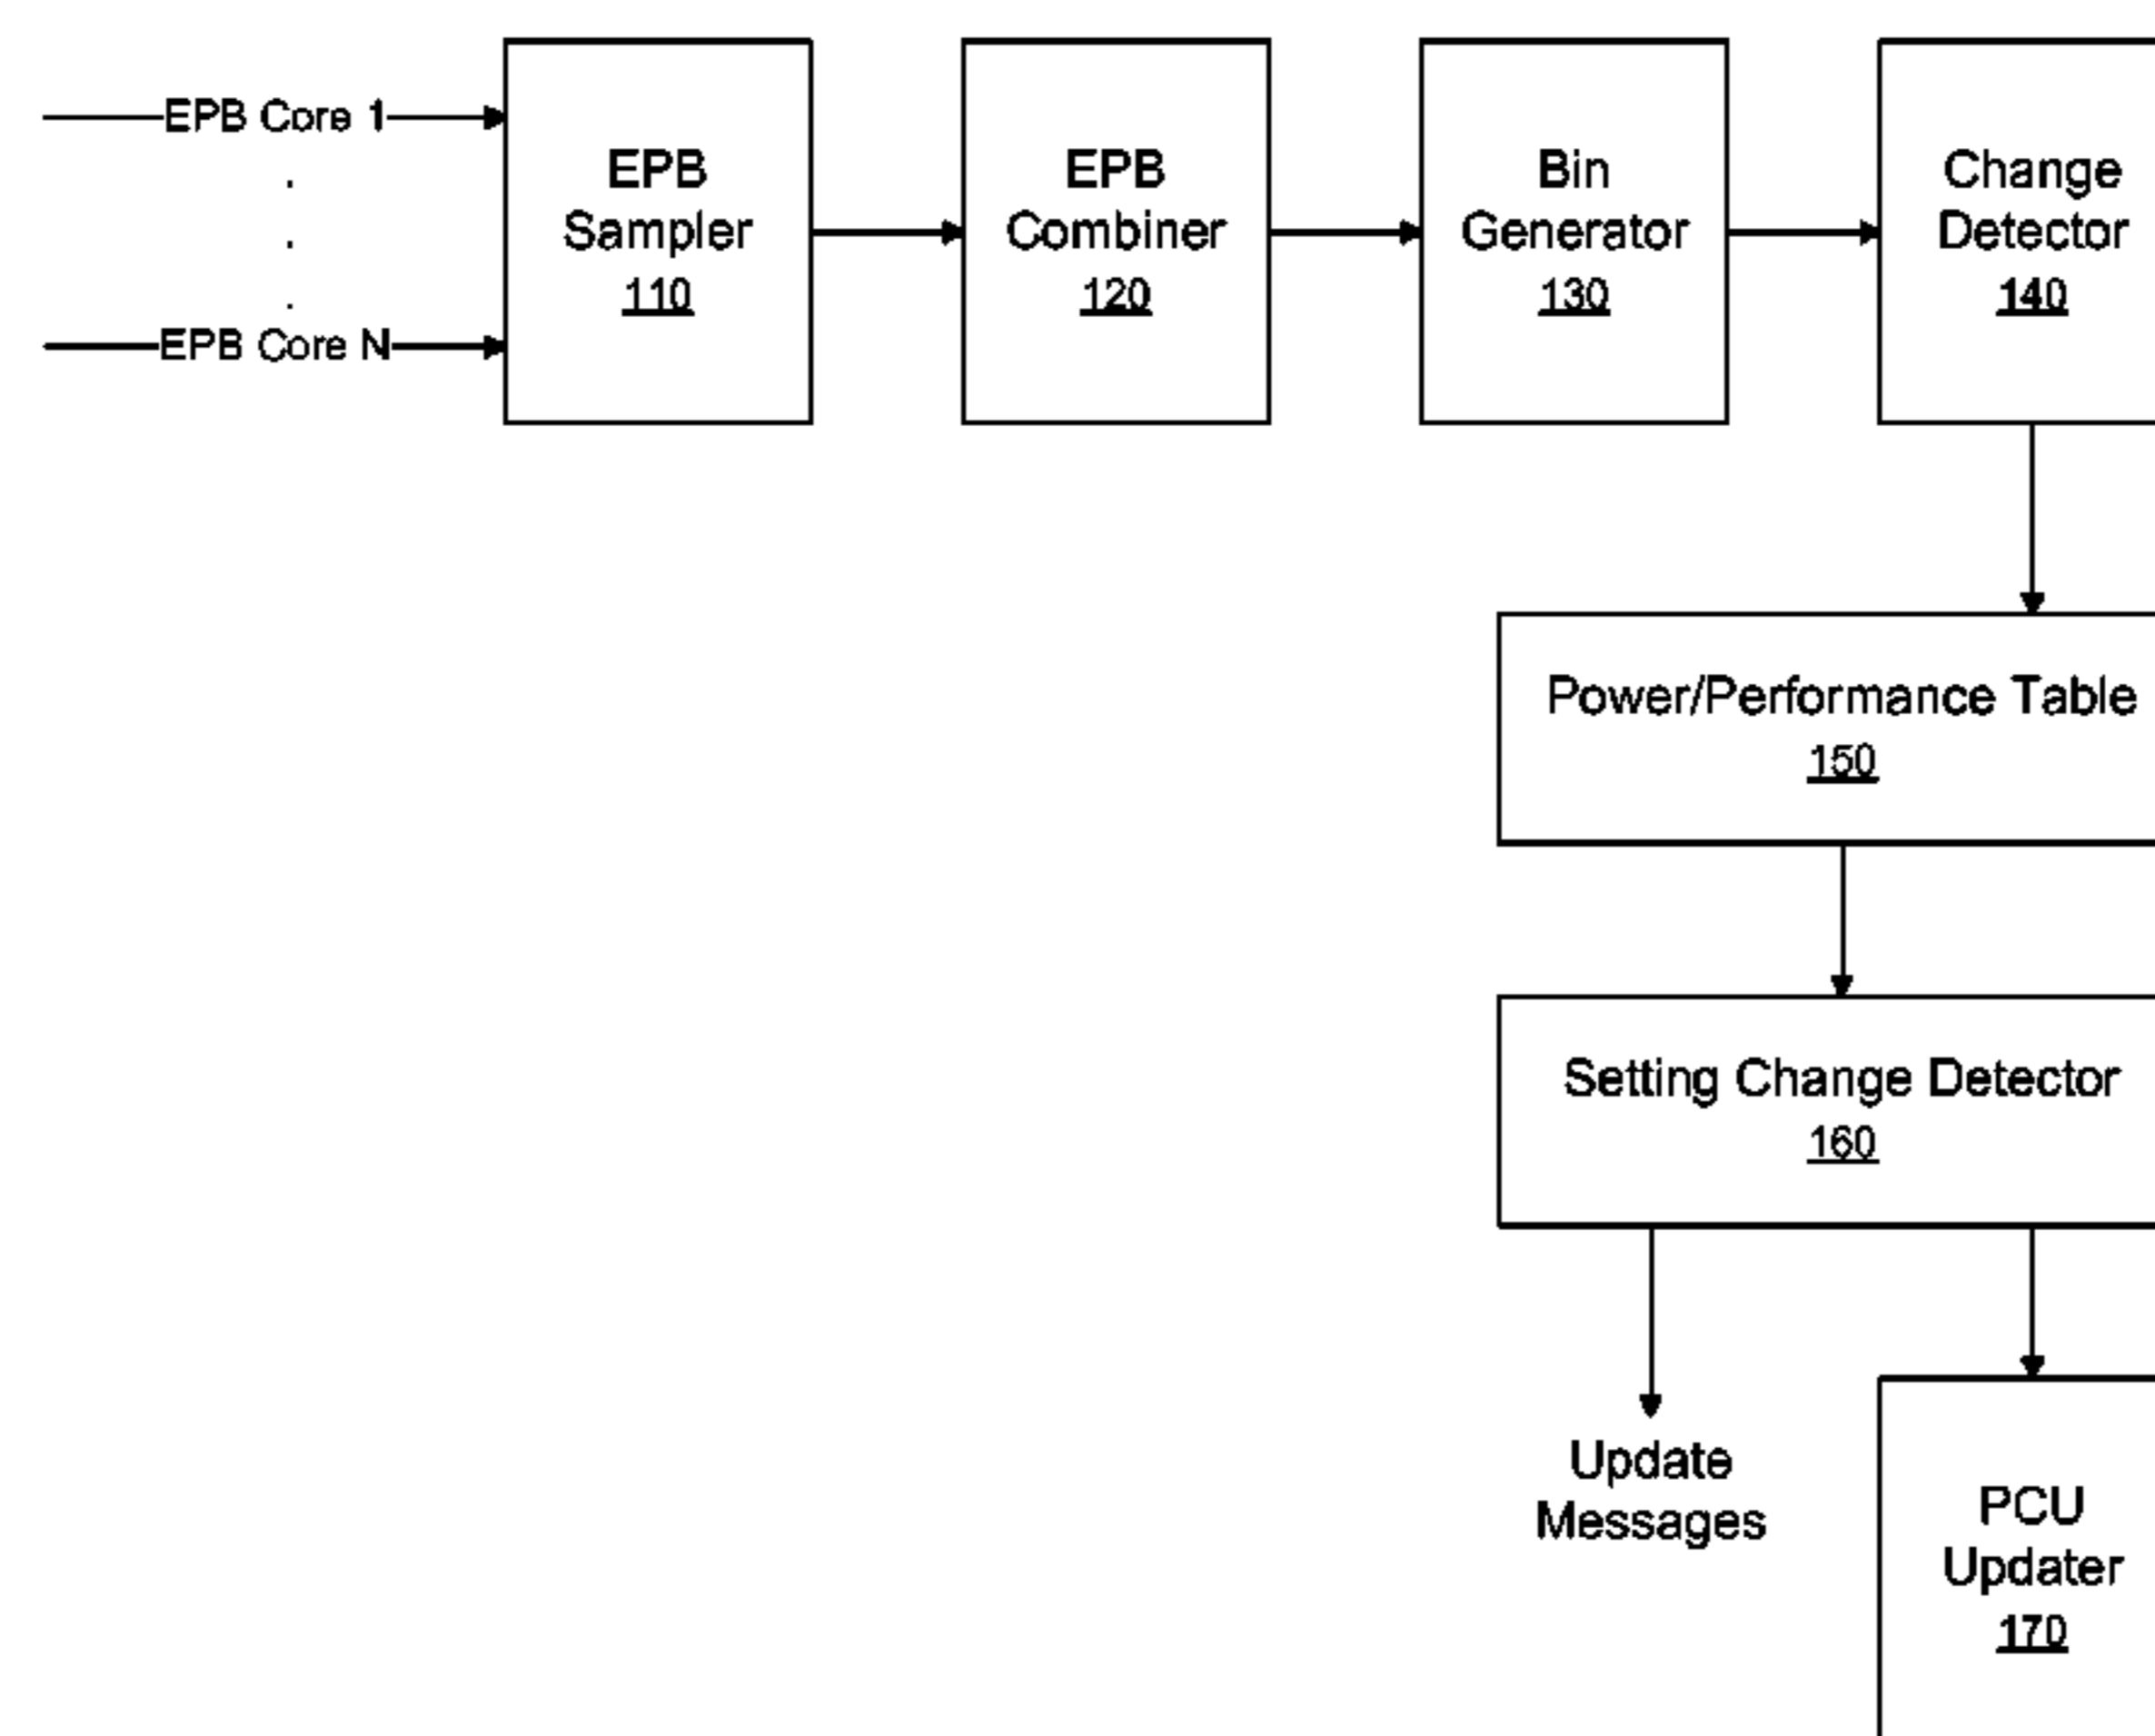 EPB Core 1
.
.
.
EPB Core N
EPB
Sampler
110
EPB
Combiner
120
Bin
Generator
130
Change
Detector
140
Power/Performance Table
150
Setting Change Detector
160
Update
Messages
PCU
Updater
170